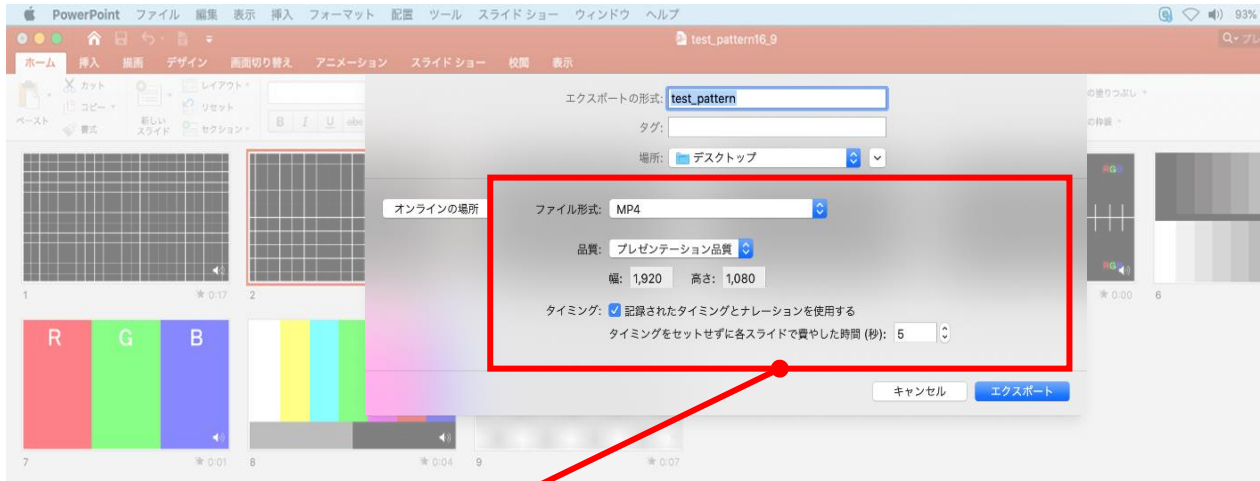 PowerPoint ファイル 編集 表示 挿入 フォーマット 配置 ツール スライド ショー ウィンドウ ヘルプ 93%
test_pattern16_9
ホーム 挿入 描画 デザイン 画面切り替え アニメーション スライド ショー 校閲 表示
ペースト カット コピー 書式 新しいスライド レイアウト リセット セクション B I U abc
エクスポートの形式: test_pattern
タグ:
場所: デスクトップ
オンラインの場所 ファイル形式: MP4
品質: プレゼンテーション品質
幅: 1,920 高さ: 1,080
タイミング: 記録されたタイミングとナレーションを使用する
タイミングをセットせずに各スライドで費やした時間 (秒): 5
キャンセル エクスポート
の塗りつぶし
の枠線
RGB
RGB
1 0:17 2 0:00 6
R G B
7 0:01 8 0:04 9 0:07